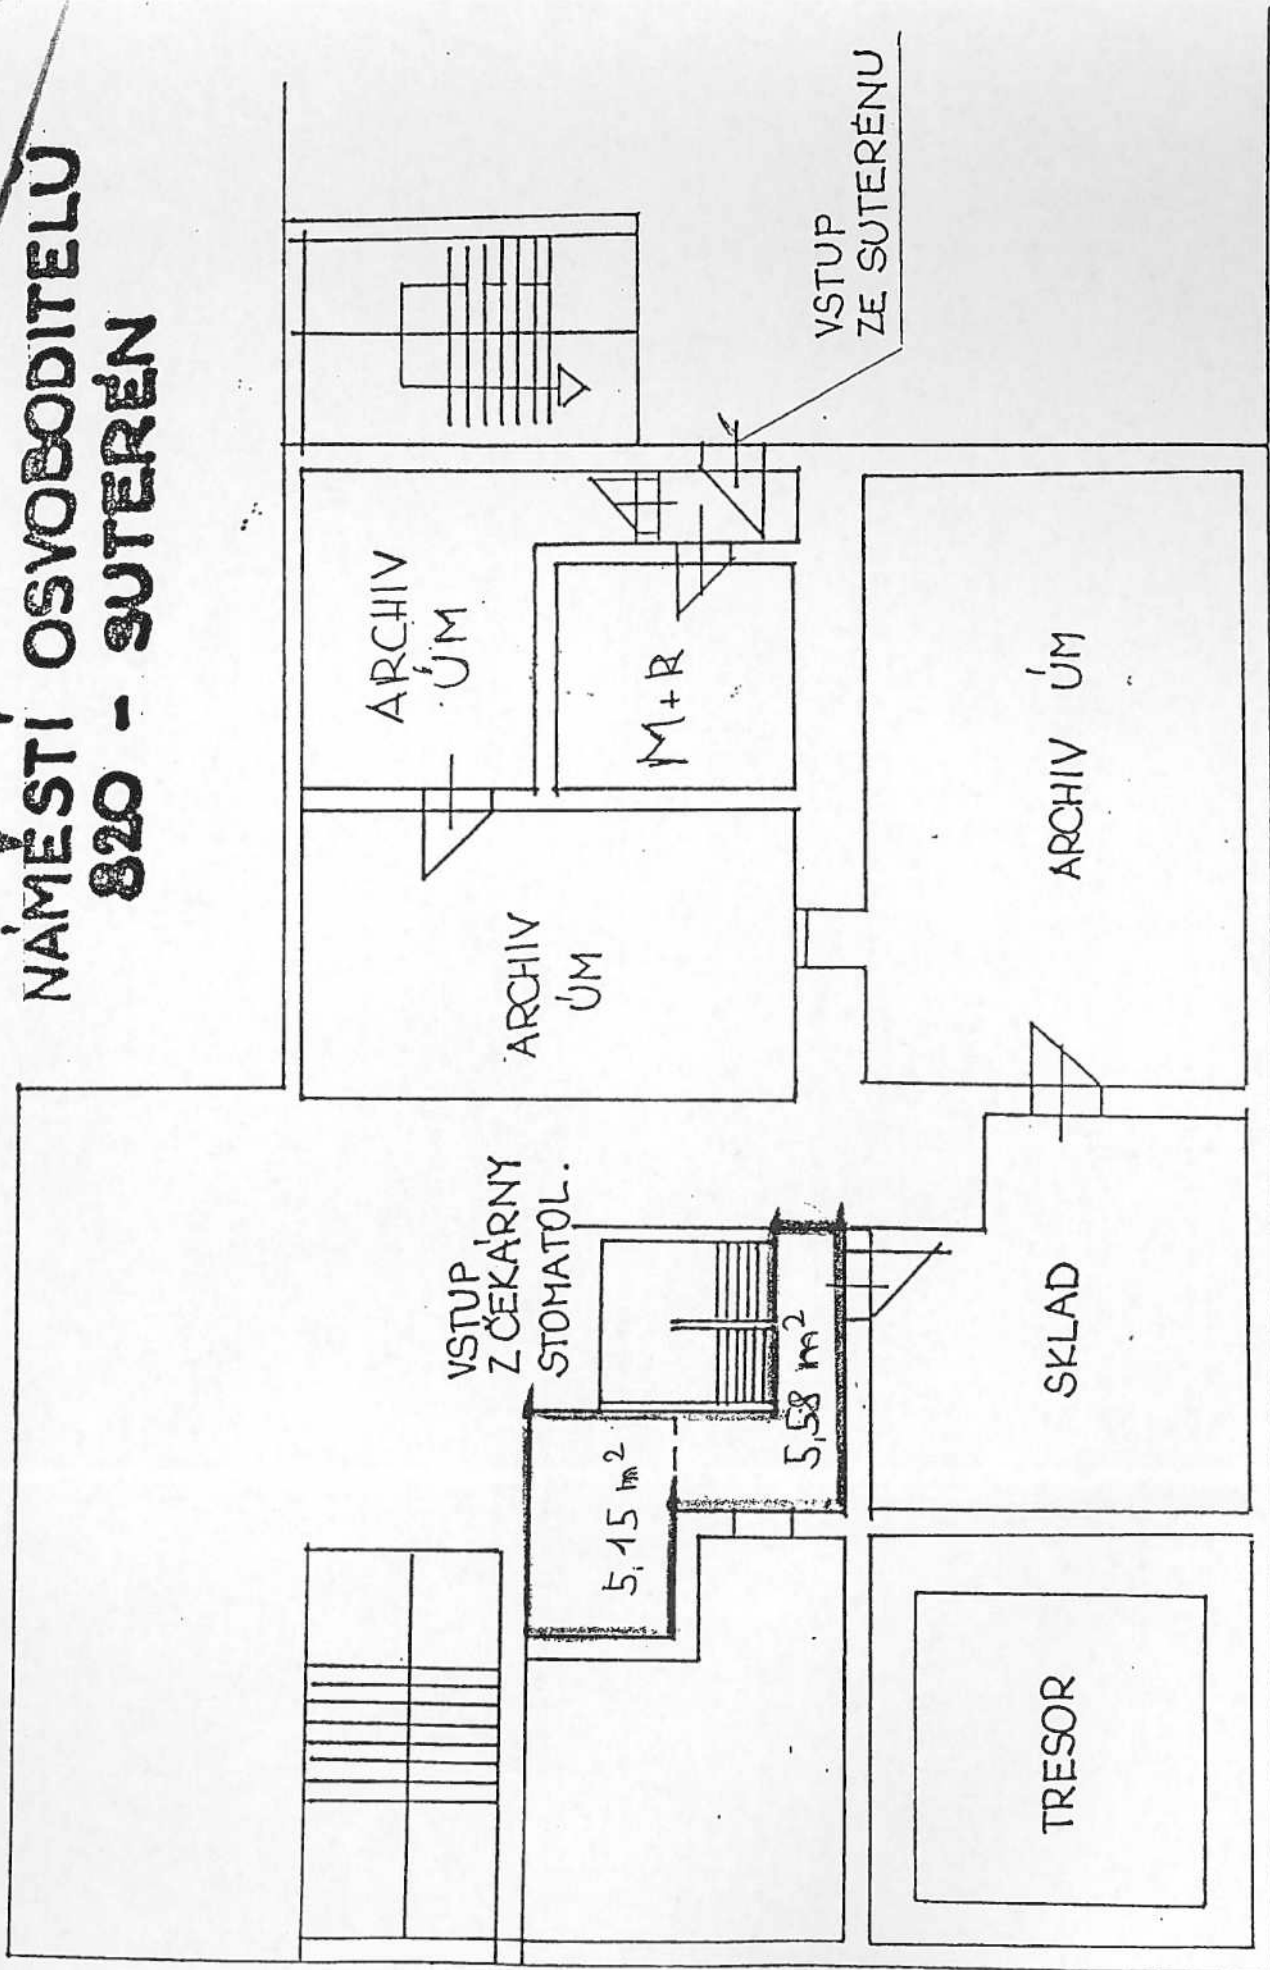 NÁMĚSTÍ OSVOBODITELŮ
820 - SUTERÉN
VSTUP
ZE SUTERÉNU
ARCHIV
ÚM
M+R
ARCHIV
ÚM
ARCHIV ÚM
VSTUP
Z ČEKÁRNY
STOMATOL.
5,15 m²
5,58 m²
SKLAD
TRESOR